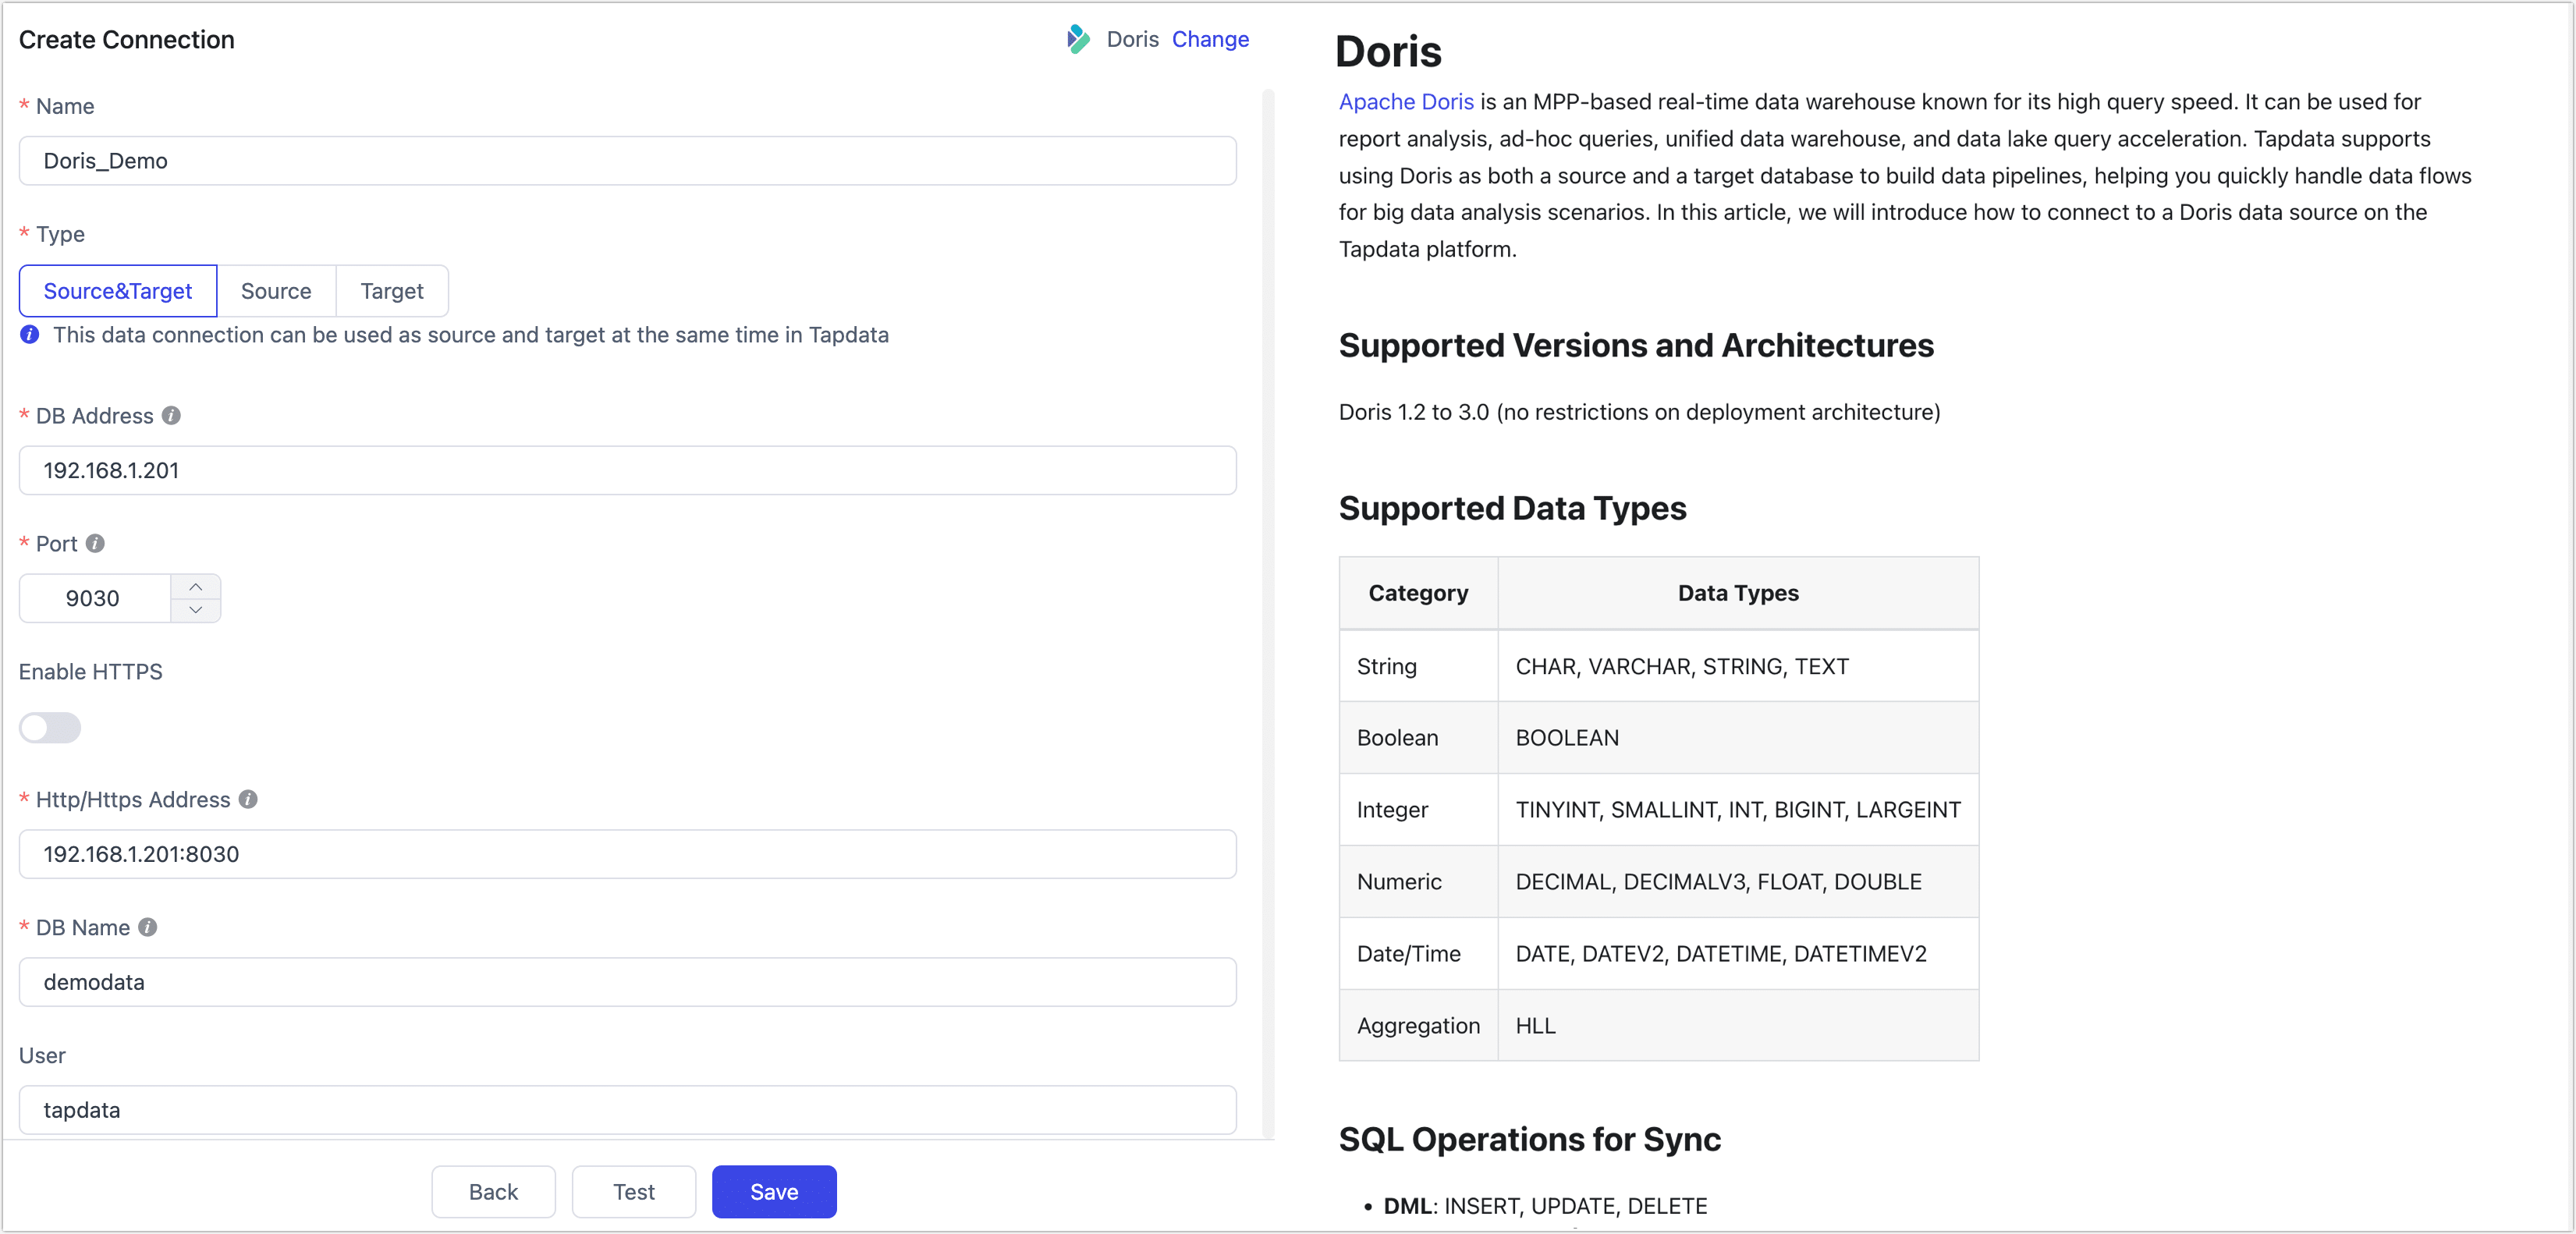 Create Connection
Doris Change
* Name
Doris_Demo
* Type
Source&Target Source Target
This data connection can be used as source and target at the same time in Tapdata
* DB Address
192.168.1.201
* Port
9030
Enable HTTPS
* Http/Https Address
192.168.1.201:8030
* DB Name
demodata
User
tapdata
Back Test Save
Doris
Apache Doris is an MPP-based real-time data warehouse known for its high query speed. It can be used for
report analysis, ad-hoc queries, unified data warehouse, and data lake query acceleration. Tapdata supports
using Doris as both a source and a target database to build data pipelines, helping you quickly handle data flows
for big data analysis scenarios. In this article, we will introduce how to connect to a Doris data source on the
Tapdata platform.
Supported Versions and Architectures
Doris 1.2 to 3.0 (no restrictions on deployment architecture)
Supported Data Types
Category Data Types
String CHAR, VARCHAR, STRING, TEXT
Boolean BOOLEAN
Integer TINYINT, SMALLINT, INT, BIGINT, LARGEINT
Numeric DECIMAL, DECIMALV3, FLOAT, DOUBLE
Date/Time DATE, DATEV2, DATETIME, DATETIMEV2
Aggregation HLL
SQL Operations for Sync
• DML: INSERT, UPDATE, DELETE